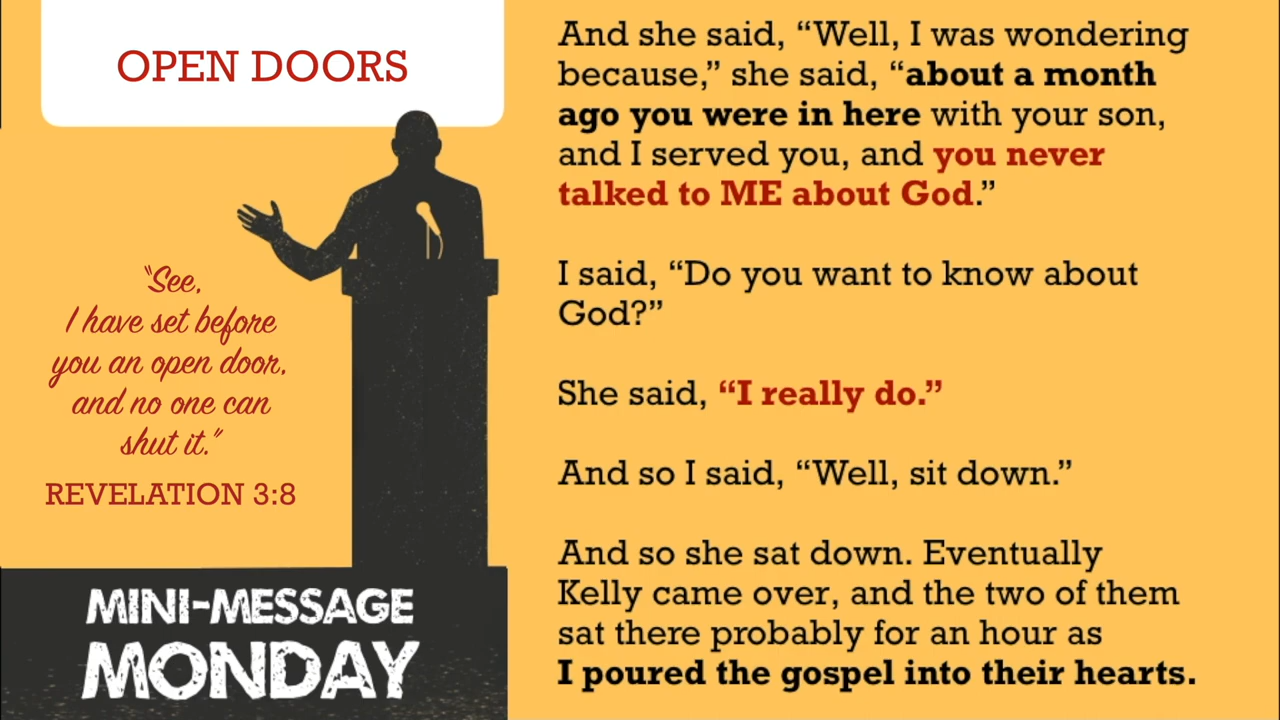 OPEN DOORS
“See,
I have set before
you an open door,
and no one can
shut it.”
REVELATION 3:8
MINI-MESSAGE
MONDAY
And she said, “Well, I was wondering
because,” she said, “about a month
ago you were in here with your son,
and I served you, and you never
talked to ME about God.”
I said, “Do you want to know about
God?”
She said, “I really do.”
And so I said, “Well, sit down.”
And so she sat down. Eventually
Kelly came over, and the two of them
sat there probably for an hour as
I poured the gospel into their hearts.